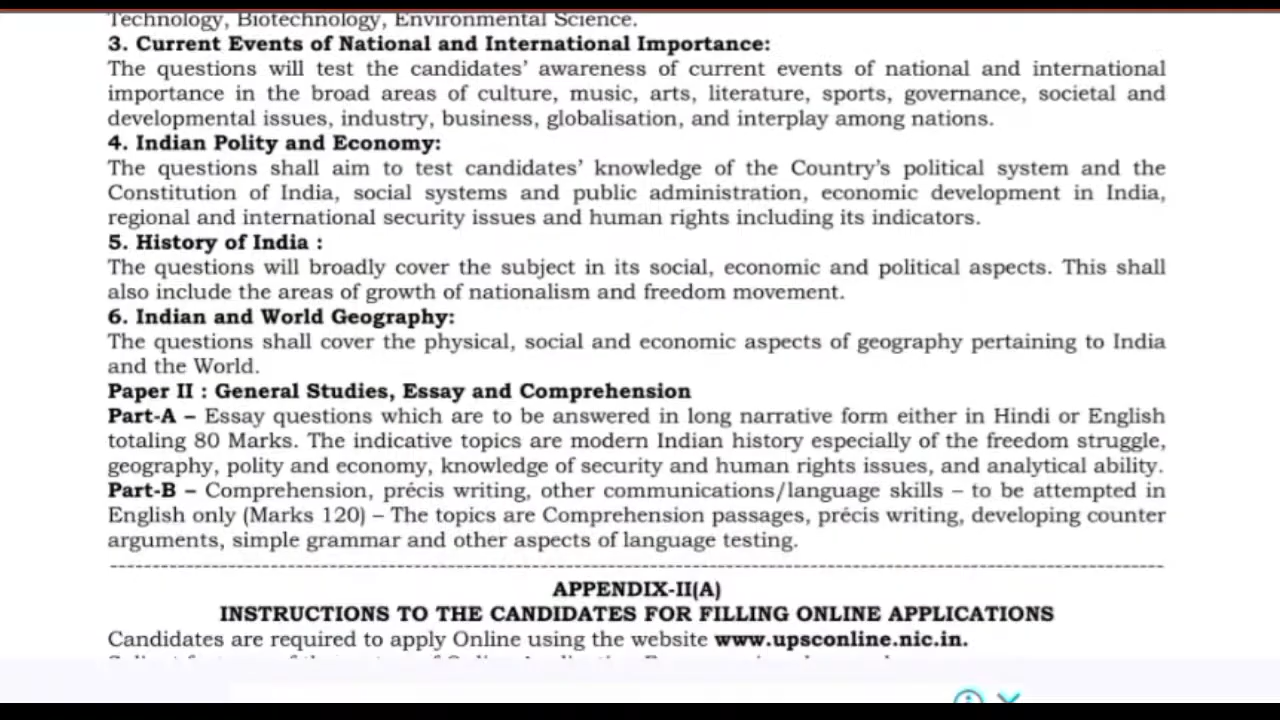 Technology, Biotechnology, Environmental Science.
3. Current Events of National and International Importance:
The questions will test the candidates’ awareness of current events of national and international
importance in the broad areas of culture, music, arts, literature, sports, governance, societal and
developmental issues, industry, business, globalisation, and interplay among nations.
4. Indian Polity and Economy:
The questions shall aim to test candidates’ knowledge of the Country’s political system and the
Constitution of India, social systems and public administration, economic development in India,
regional and international security issues and human rights including its indicators.
5. History of India :
The questions will broadly cover the subject in its social, economic and political aspects. This shall
also include the areas of growth of nationalism and freedom movement.
6. Indian and World Geography:
The questions shall cover the physical, social and economic aspects of geography pertaining to India
and the World.
Paper II : General Studies, Essay and Comprehension
Part-A – Essay questions which are to be answered in long narrative form either in Hindi or English
totaling 80 Marks. The indicative topics are modern Indian history especially of the freedom struggle,
geography, polity and economy, knowledge of security and human rights issues, and analytical ability.
Part-B – Comprehension, précis writing, other communications/language skills – to be attempted in
English only (Marks 120) – The topics are Comprehension passages, précis writing, developing counter
arguments, simple grammar and other aspects of language testing.
APPENDIX-II(A)
INSTRUCTIONS TO THE CANDIDATES FOR FILLING ONLINE APPLICATIONS
Candidates are required to apply Online using the website www.upsconline.nic.in.